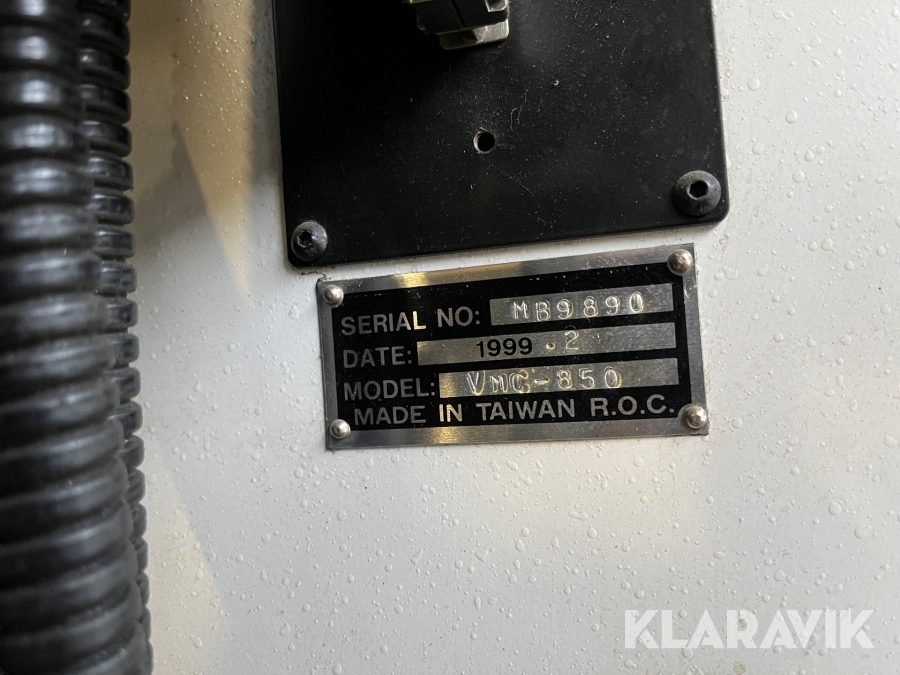 SERIAL NO: MB9890
DATE: 1999.2
MODEL: VMC-850
MADE IN TAIWAN R.O.C.
KLARAVIK